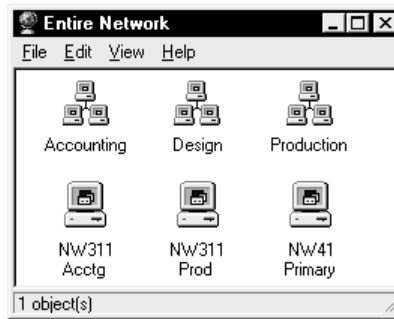 Entire Network
File Edit View Help
Accounting Design Production
NW311 NW311 NW41
Acctg Prod Primary
1 object(s)